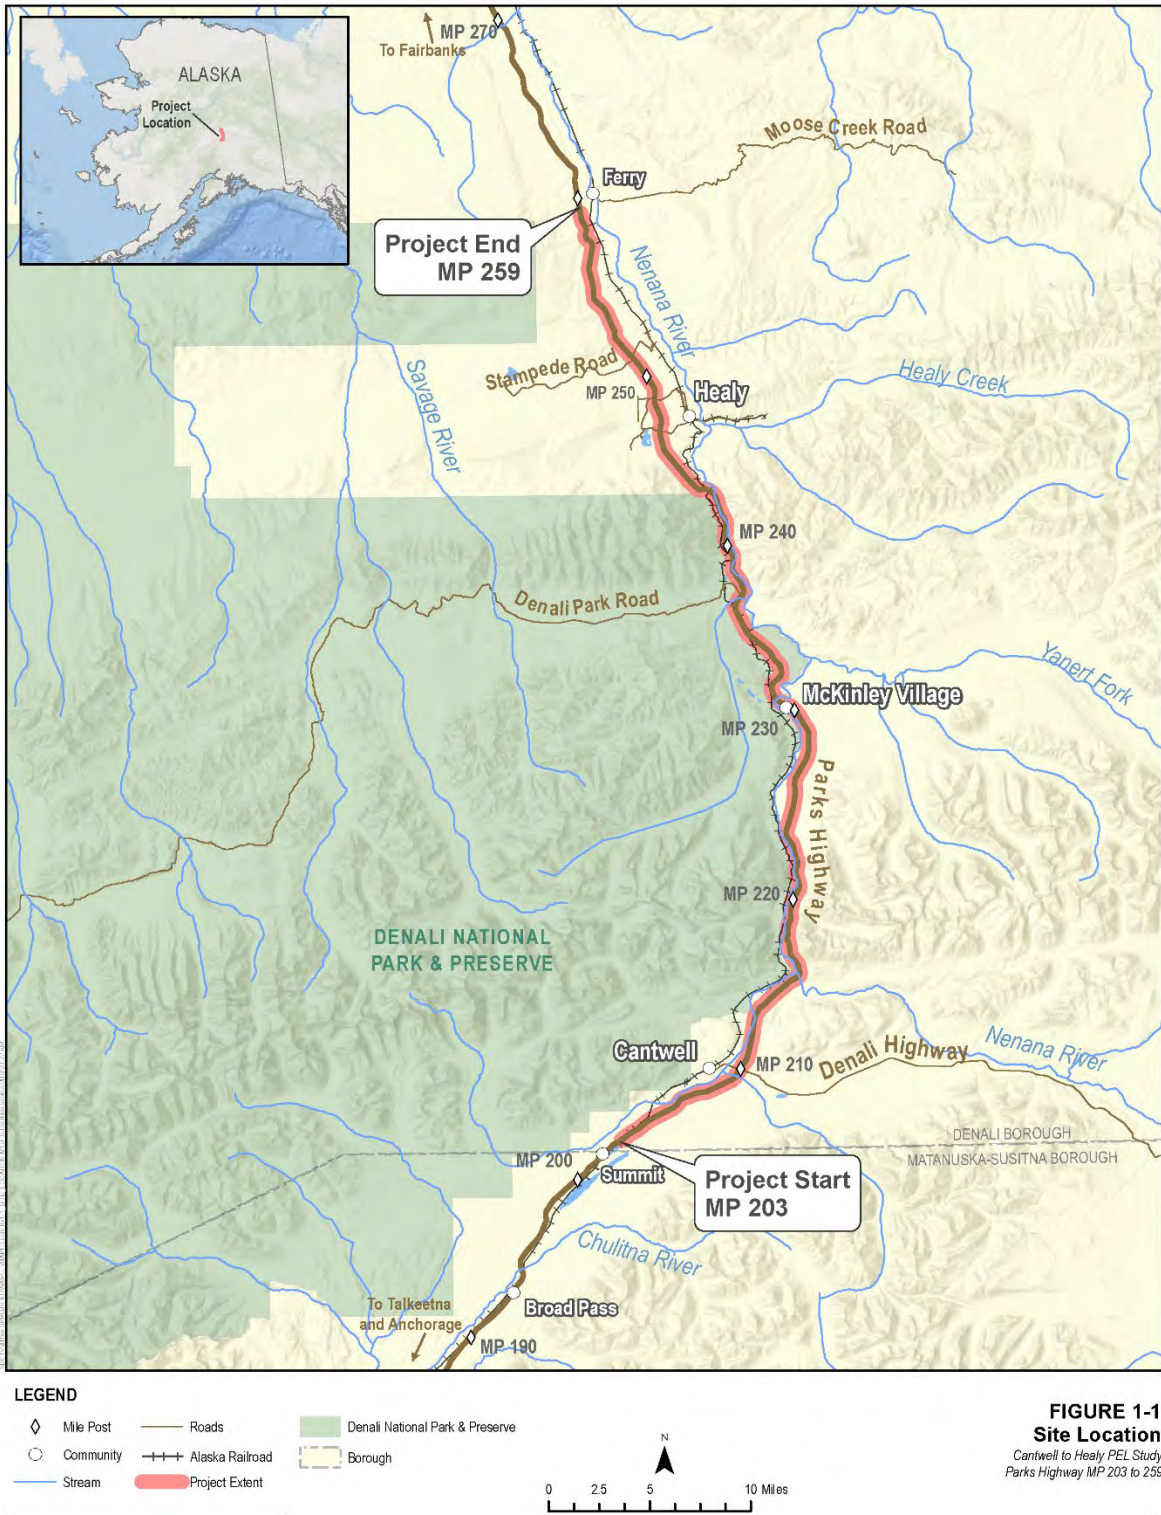 MP 270
To Fairbanks
ALASKA
Project
Location
Moose Creek Road
Ferry
Project End
MP 259
Nenana River
Savage River
Stampede Road
MP 250
Healy
Healy Creek
MP 240
Denali Park Road
Yanert Fork
McKinley Village
MP 230
Parks Highway
MP 220
DENALI NATIONAL
PARK & PRESERVE
Cantwell
MP 210
Denali Highway
Nenana River
DENALI BOROUGH
MATANUSKA-SUSITNA BOROUGH
MP 200
Summit
Project Start
MP 203
Chulitna River
Broad Pass
To Talkeetna
and Anchorage
MP 190
LEGEND
Mile Post
Roads
Denali National Park & Preserve
Community
Alaska Railroad
Borough
Stream
Project Extent
N
0 2.5 5 10 Miles
FIGURE 1-1
Site Location
Cantwell to Healy PEL Study
Parks Highway MP 203 to 259